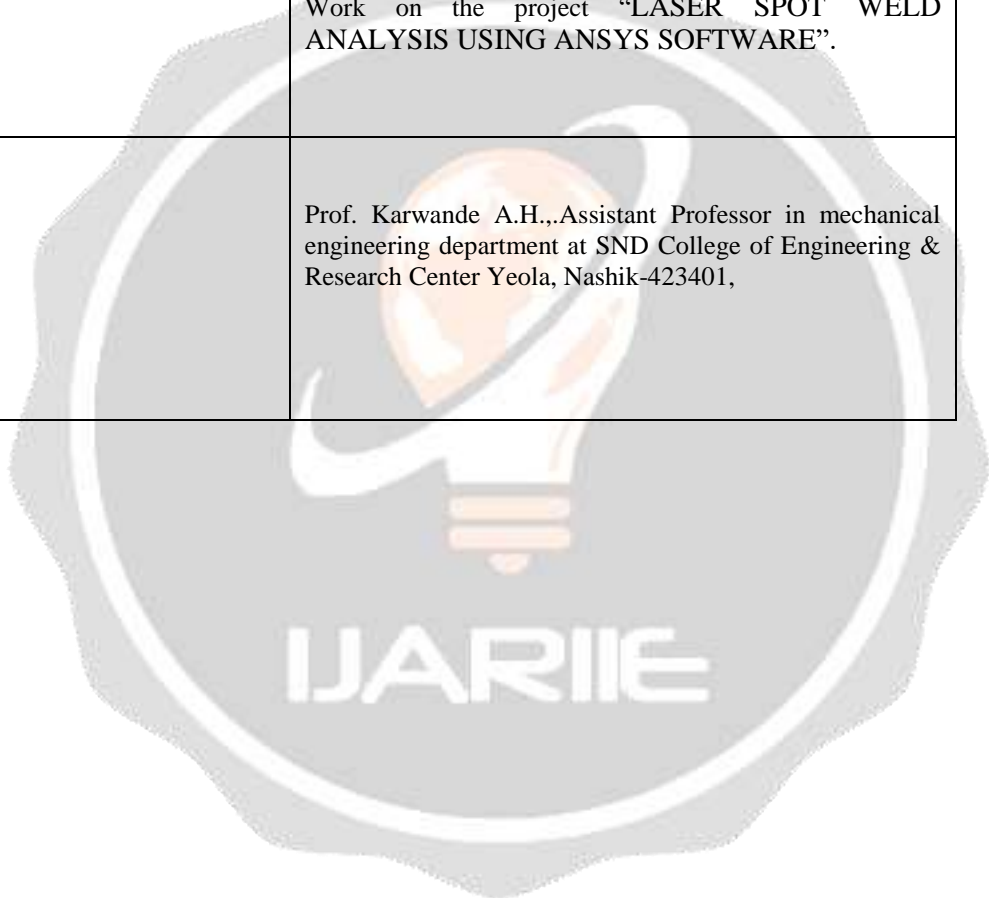 Work on the project “LASER SPOT WELD
ANALYSIS USING ANSYS SOFTWARE”.
Prof. Karwande A.H.,.Assistant Professor in mechanical
engineering department at SND College of Engineering &
Research Center Yeola, Nashik-423401,
IJARIIE